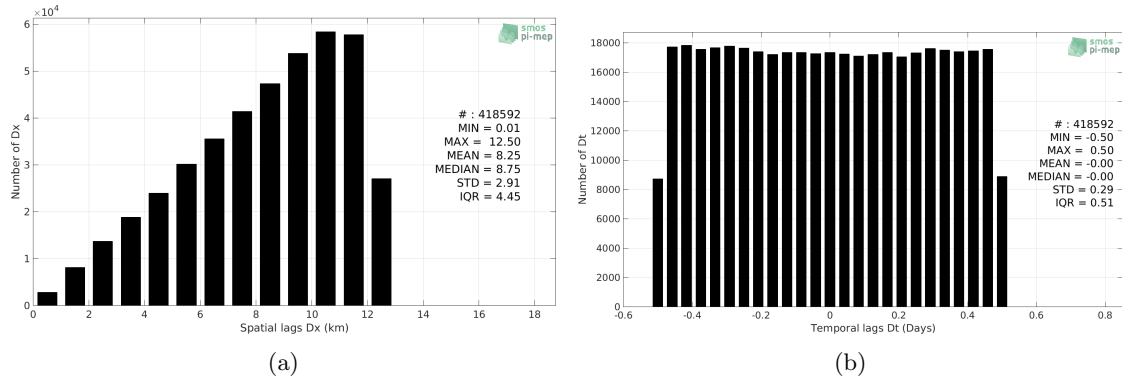 ×10⁴
6
5
4
3
2
1
0
Number of Dx
0 2 4 6 8 10 12 14 16 18
Spatial lags Dx (km)
smos
pi-mep
# : 418592
MIN = 0.01
MAX = 12.50
MEAN = 8.25
MEDIAN = 8.75
STD = 2.91
IQR = 4.45
(a)
18000
16000
14000
12000
10000
8000
6000
4000
2000
0
Number of Dt
-0.6 -0.4 -0.2 0 0.2 0.4 0.6 0.8
Temporal lags Dt (Days)
smos
pi-mep
# : 418592
MIN = -0.50
MAX = 0.50
MEAN = -0.00
MEDIAN = -0.00
STD = 0.29
IQR = 0.51
(b)